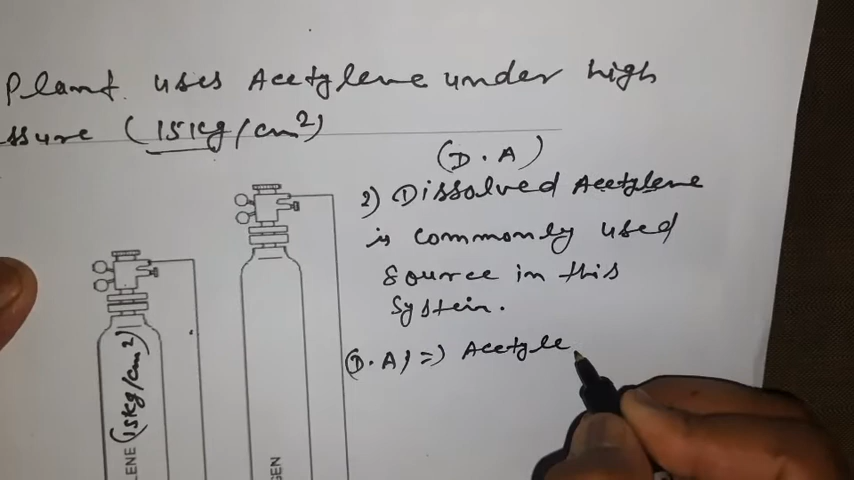 Plant uses Acetylene under high
ssure (15kg/cm²)
(D.A)
2) Dissolved Acetylene
is commonly used
source in this
system.
(D.A) => Acetyle
(15kg/cm²)
LENE
GEN